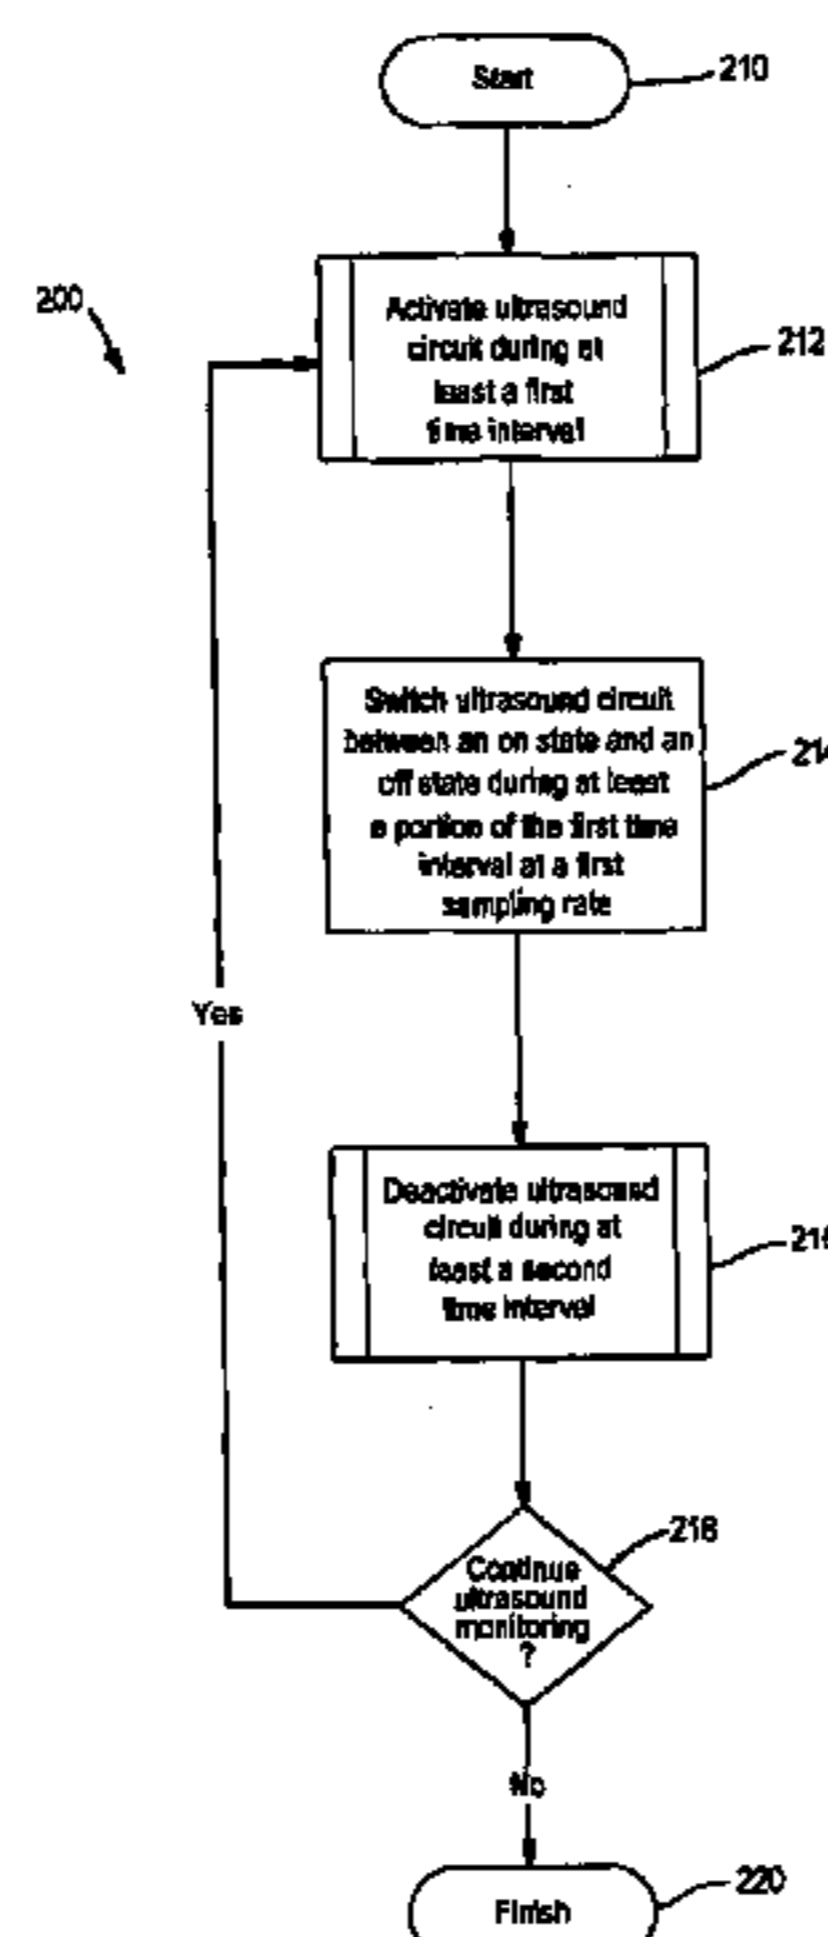 Start
210
200
Activate ultrasound
circuit during at
least a first
time interval
212
Switch ultrasound circuit
between an on state and an
off state during at least
a portion of the first time
interval at a first
sampling rate
214
Yes
Deactivate ultrasound
circuit during at
least a second
time interval
216
218
Continue
ultrasound
monitoring
?
No
220
Finish